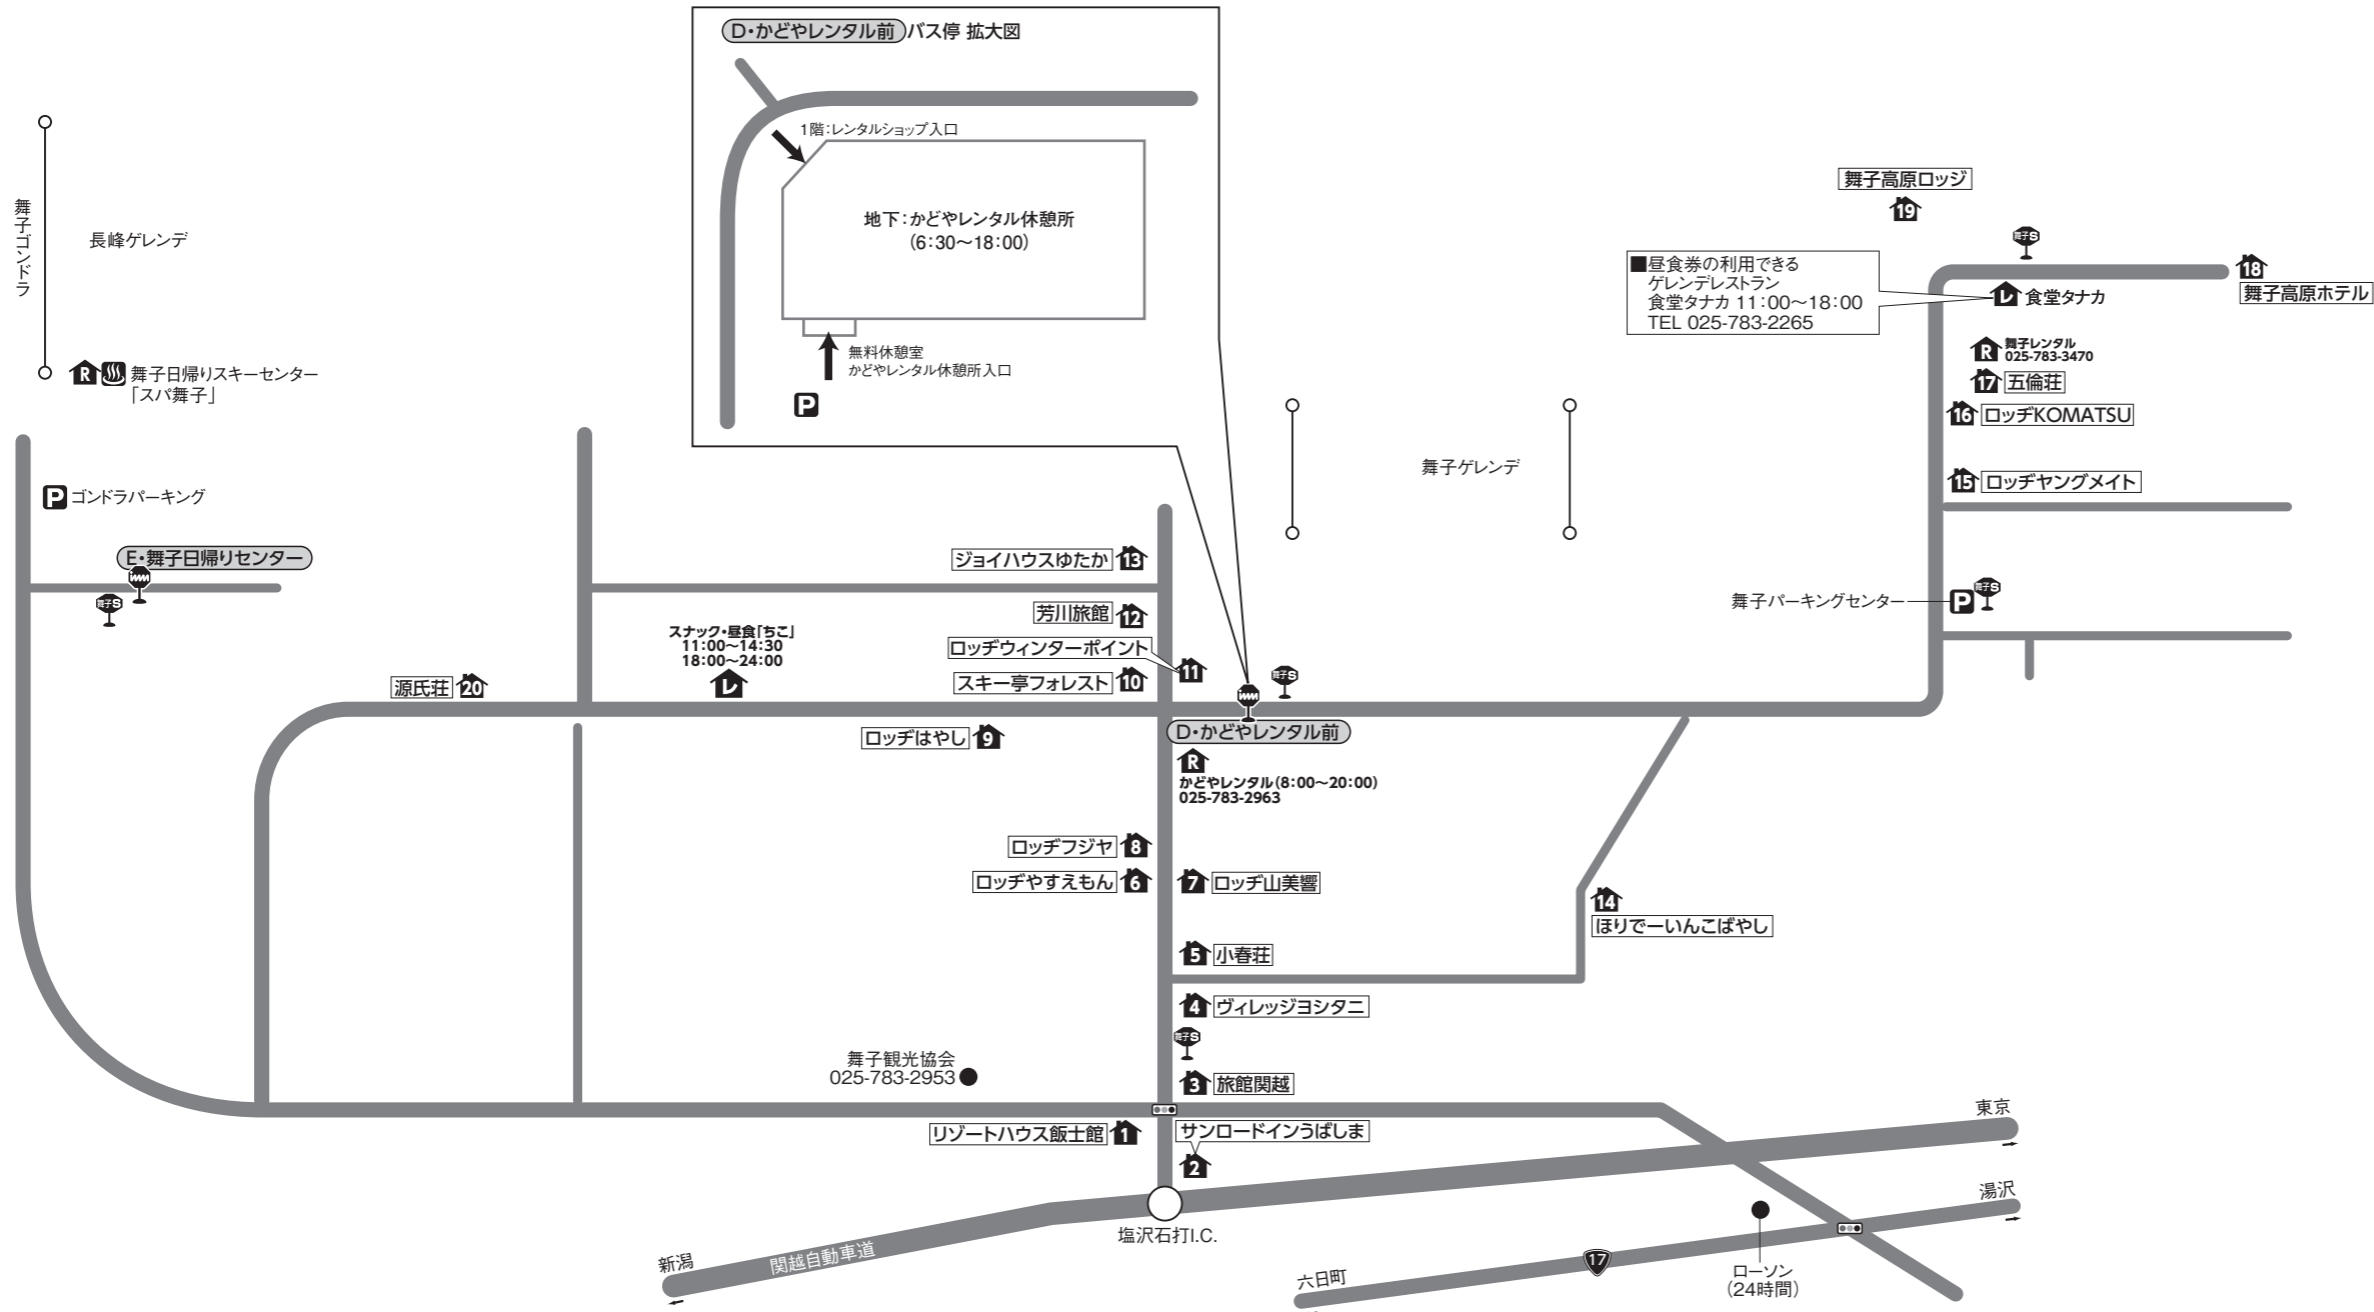 D・かどやレンタル前 バス停 拡大図
1階：レンタルショップ入口
地下：かどやレンタル休憩所
（6：30〜18：00）
無料休憩室
かどやレンタル休憩所入口
P
舞子ゴンドラ
長峰ゲレンデ
R 舞子日帰りスキーセンター
「スパ舞子」
P ゴンドラパーキング
E・舞子日帰りセンター
舞子S
舞子高原ロッジ
19
舞子S
■昼食券の利用できる
ゲレンデレストラン
食堂タナカ 11：00〜18：00
TEL 025-783-2265
レ 食堂タナカ
18
舞子高原ホテル
R 舞子レンタル
025-783-3470
17 五倫荘
16 ロッヂKOMATSU
15 ロッヂヤングメイト
舞子ゲレンデ
舞子パーキングセンター
P 舞子S
ジョイハウスゆたか 13
芳川旅館 12
ロッヂウィンターポイント
11
スキー亭フォレスト 10
スナック・昼食「ちこ」
11：00〜14：30
18：00〜24：00
レ
源氏荘 20
ロッヂはやし 9
舞子S
D・かどやレンタル前
R
かどやレンタル（8：00〜20：00）
025-783-2963
ロッヂフジヤ 8
ロッヂやすえもん 6
7 ロッヂ山美響
14
ほりでーいんこばやし
5 小春荘
4 ヴィレッジヨシタニ
舞子S
3 旅館関越
舞子観光協会
025-783-2953
リゾートハウス飯士館 1
サンロードインうばしま
2
塩沢石打I.C.
東京
新潟
関越自動車道
湯沢
六日町
17
ローソン
（24時間）